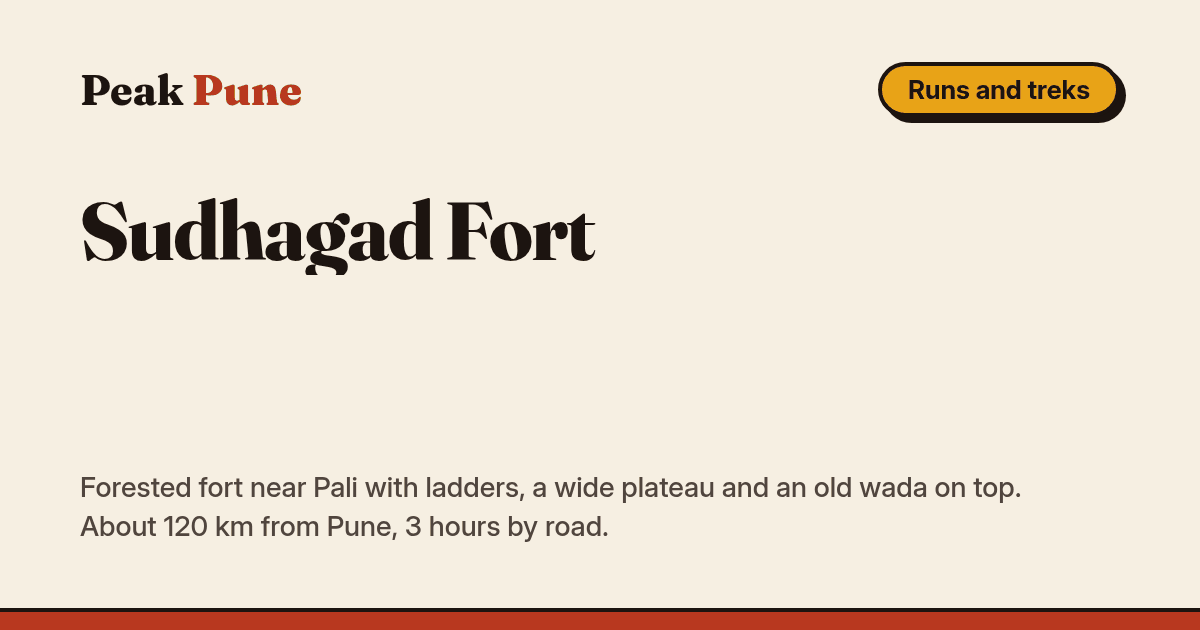 Peak Pune
Runs and treks
Sudhagad Fort
Forested fort near Pali with ladders, a wide plateau and an old wada on top.
About 120 km from Pune, 3 hours by road.